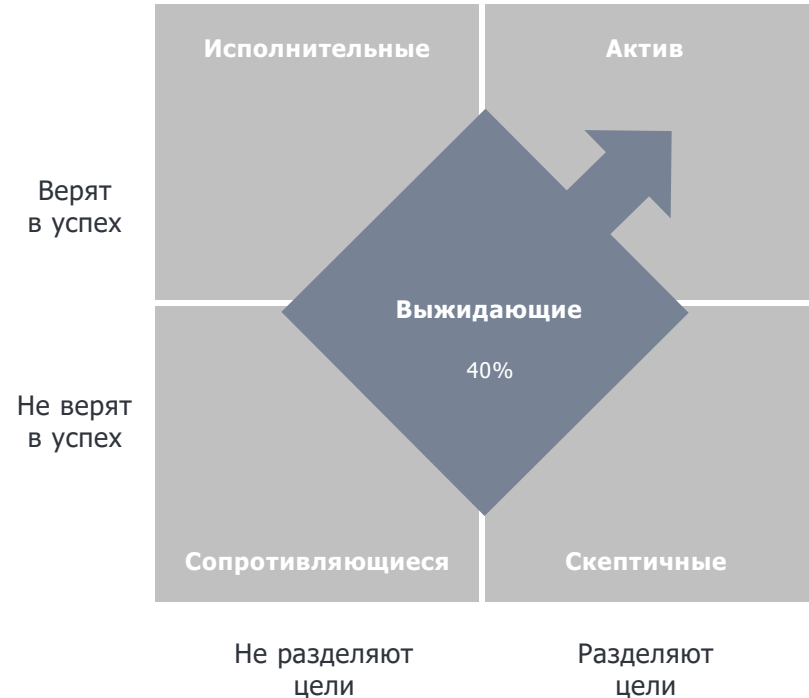 Исполнительные
Актив
Верят
в успех
Выжидающие
40%
Не верят
в успех
Сопротивляющиеся
Скептичные
Не разделяют
цели
Разделяют
цели